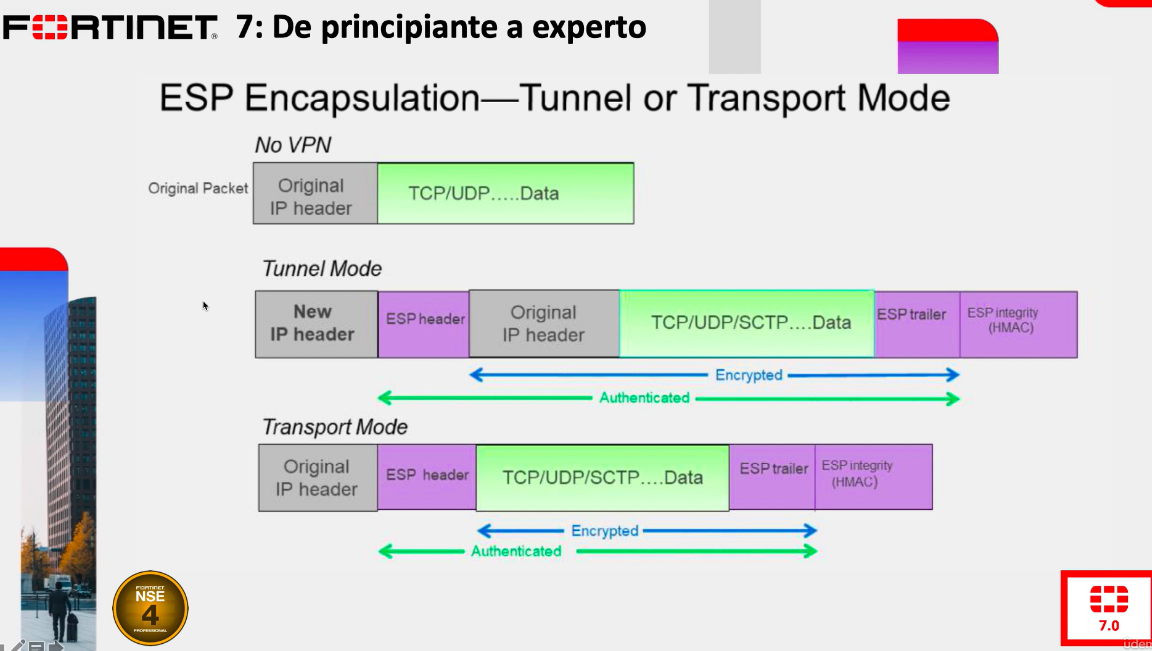 FORTINET® 7: De principiante a experto
ESP Encapsulation—Tunnel or Transport Mode
No VPN
Original Packet
Original
IP header
TCP/UDP.....Data
Tunnel Mode
New
IP header
ESP header
Original
IP header
TCP/UDP/SCTP....Data
ESP trailer
ESP integrity
(HMAC)
Encrypted
Authenticated
Transport Mode
Original
IP header
ESP header
TCP/UDP/SCTP....Data
ESP trailer
ESP integrity
(HMAC)
Encrypted
Authenticated
FORTINET
NSE
4
PROFESSIONAL
7.0